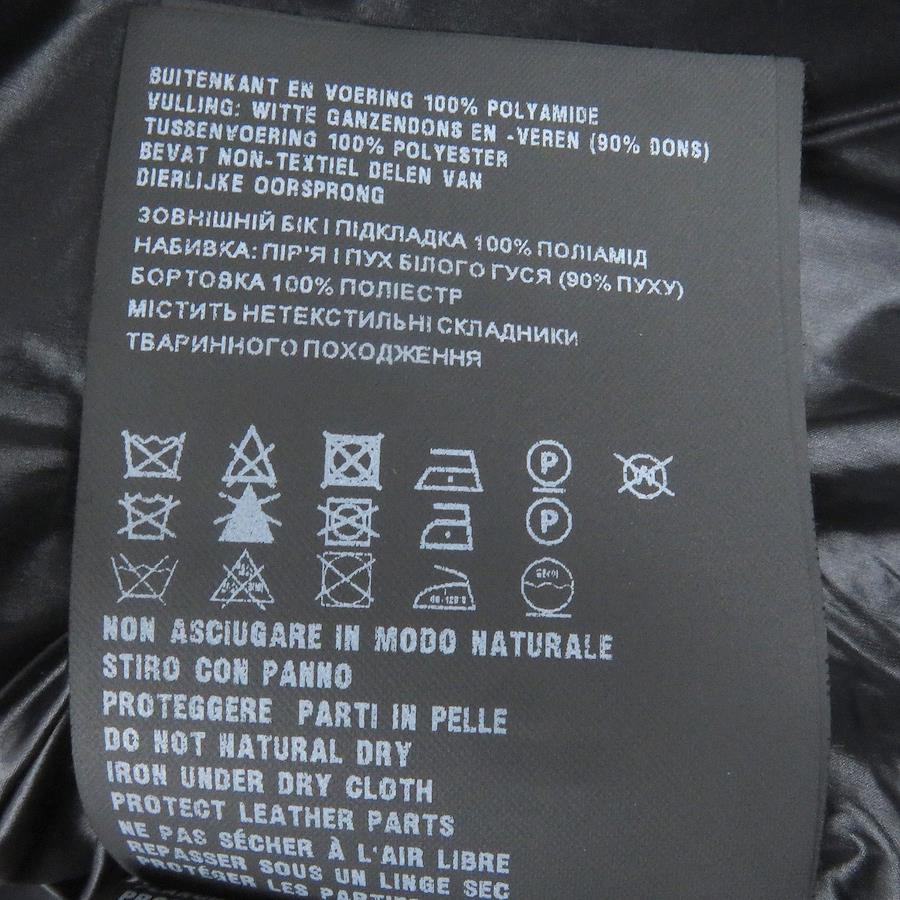 BUITENKANT EN VOERING 100% POLYAMIDE
VULLING: WITTE GANZENDONS EN -VEREN (90% DONS)
TUSSENVOERING 100% POLYESTER
BEVAT NON-TEXTIEL DELEN VAN
DIERLIJKE OORSPRONG
ЗОВНІШНІЙ БІК І ПІДКЛАДКА 100% ПОЛІАМІД
НАБИВКА: ПІР'Я І ПУХ БІЛОГО ГУСЯ (90% ПУХУ)
БОРТОВКА 100% ПОЛІЕСТР
МІСТИТЬ НЕТЕКСТИЛЬНІ СКЛАДНИКИ
ТВАРИННОГО ПОХОДЖЕННЯ
P W
P
NON ASCIUGARE IN MODO NATURALE
STIRO CON PANNO
PROTEGGERE PARTI IN PELLE
DO NOT NATURAL DRY
IRON UNDER DRY CLOTH
PROTECT LEATHER PARTS
NE PAS SÉCHER À L'AIR LIBRE
REPASSER SOUS UN LINGE SEC
PROTÉGER LES